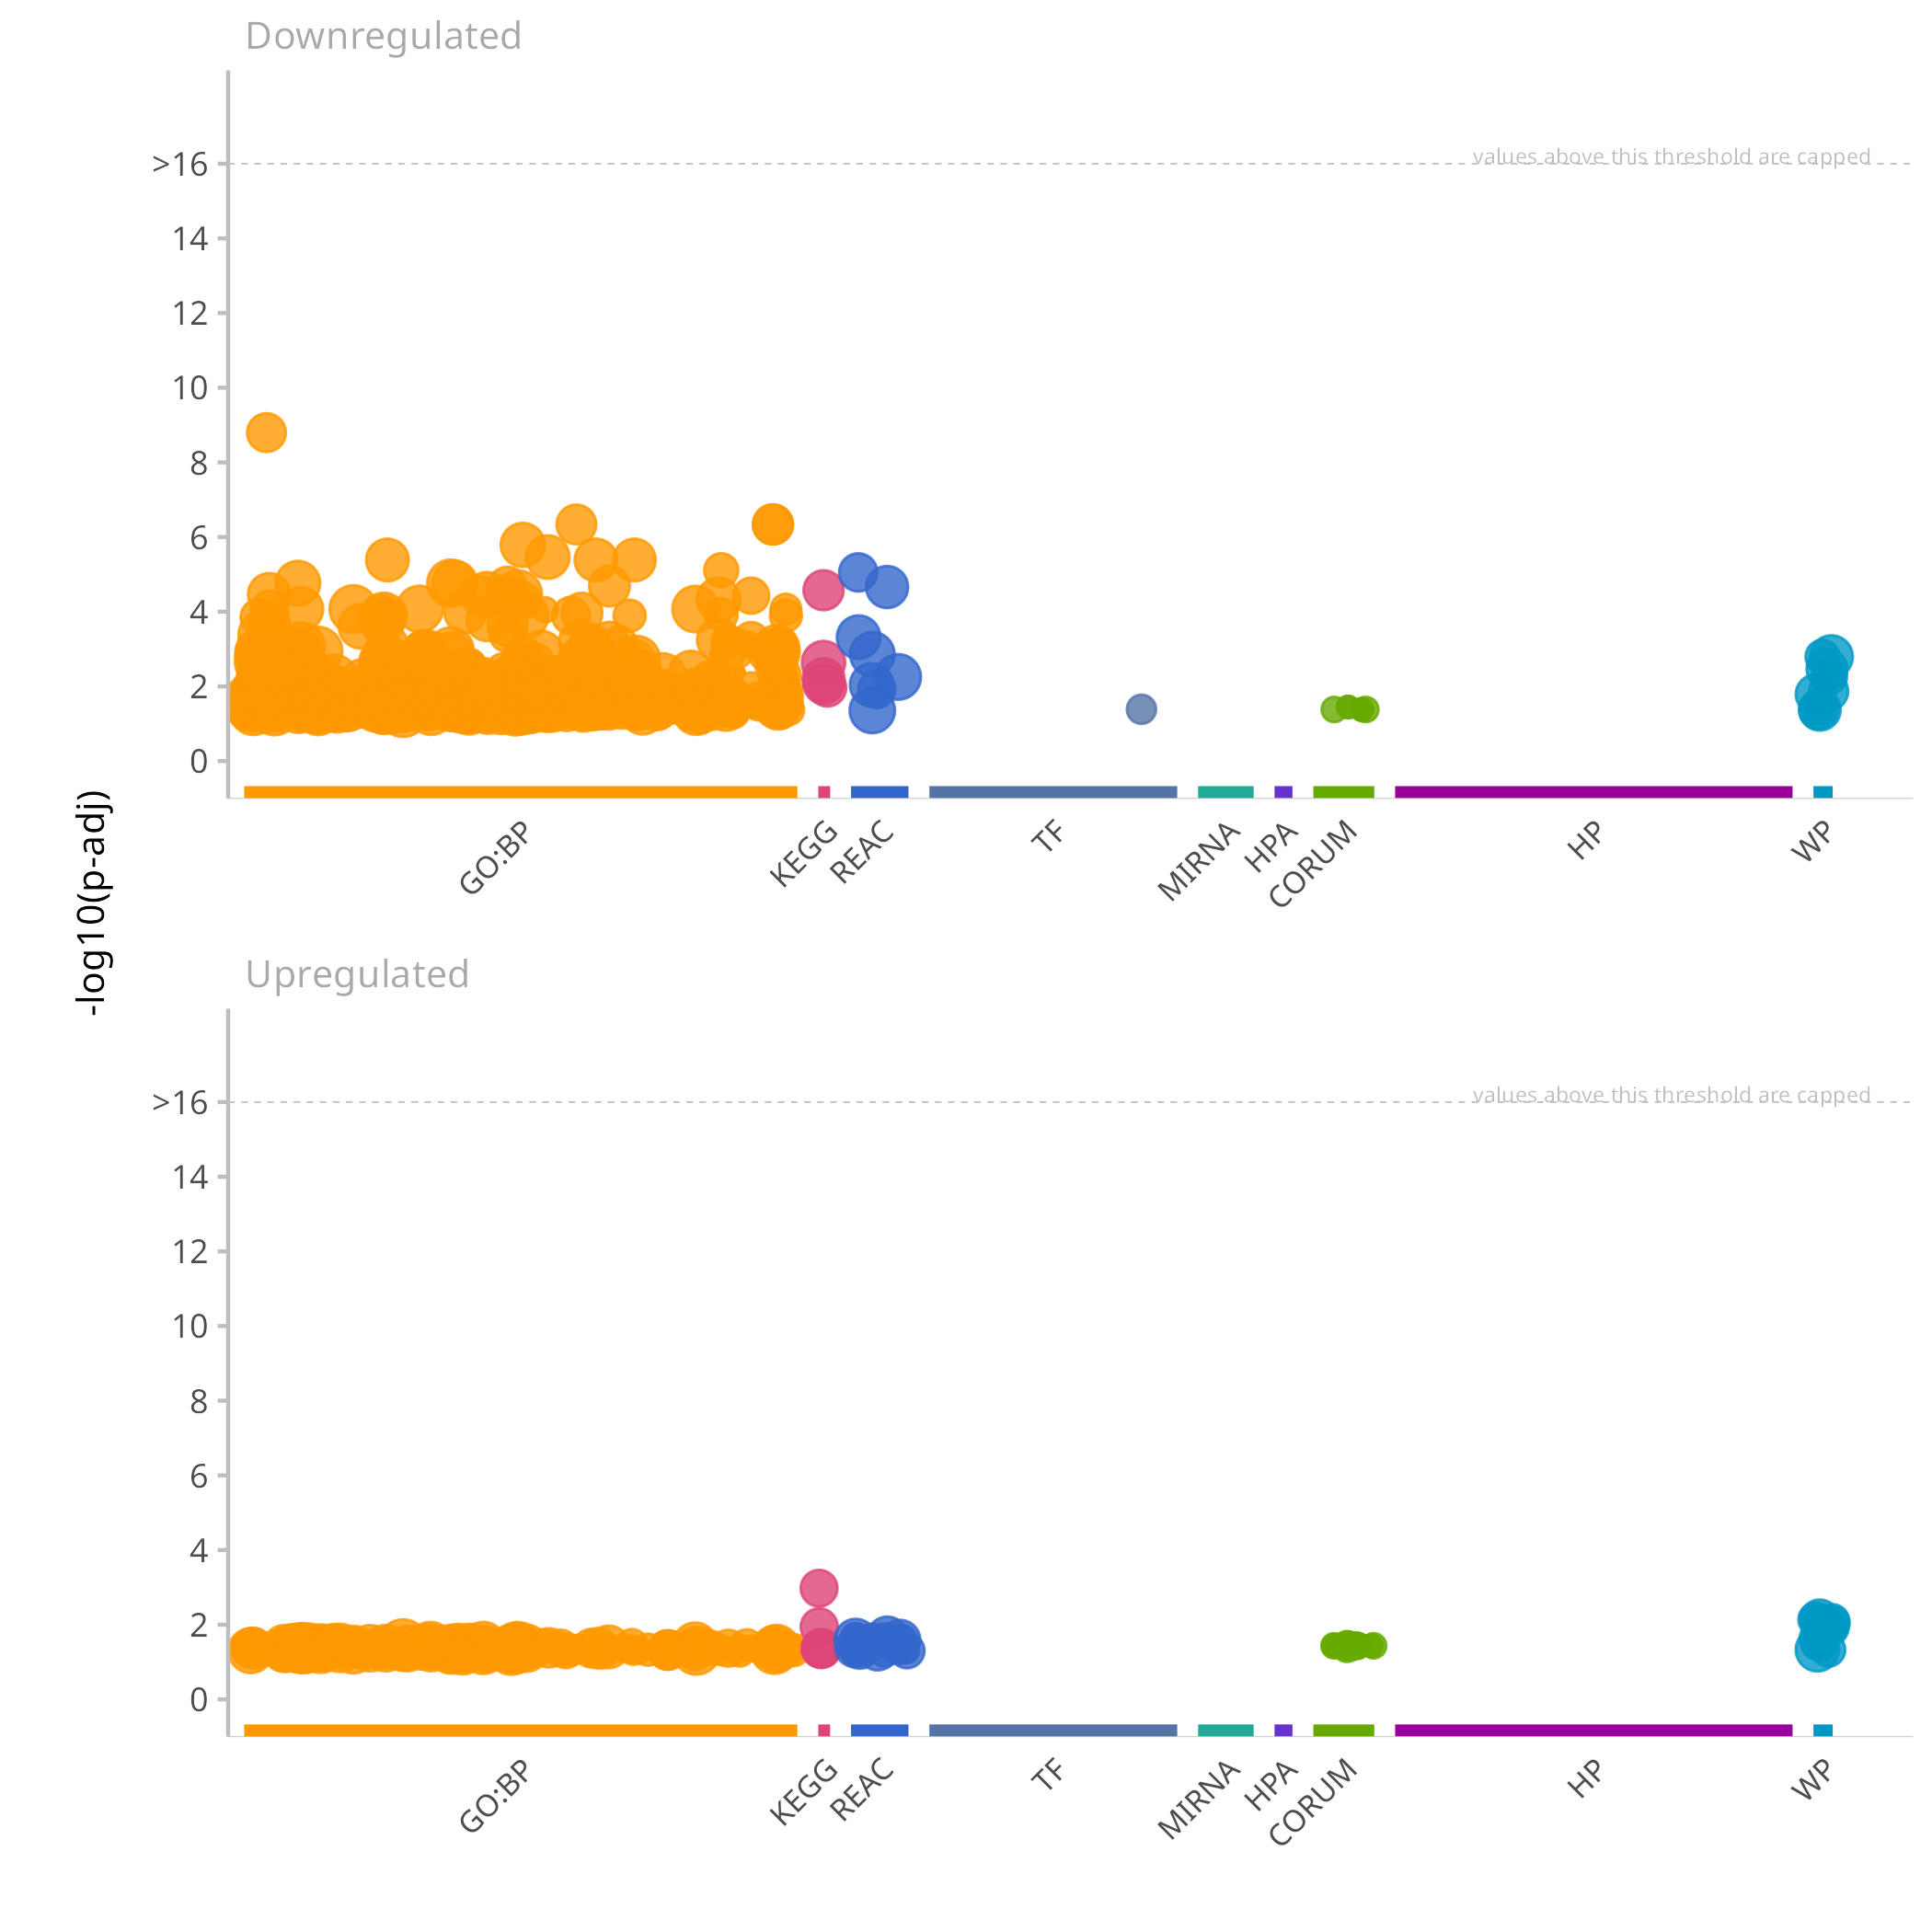 Downregulated
values above this threshold are capped
>16
14
12
10
8
6
4
2
0
GO:BP
KEGG
REAC
TF
MIRNA
HPA
CORUM
HP
WP
-log10(p-adj)
Upregulated
values above this threshold are capped
>16
14
12
10
8
6
4
2
0
GO:BP
KEGG
REAC
TF
MIRNA
HPA
CORUM
HP
WP